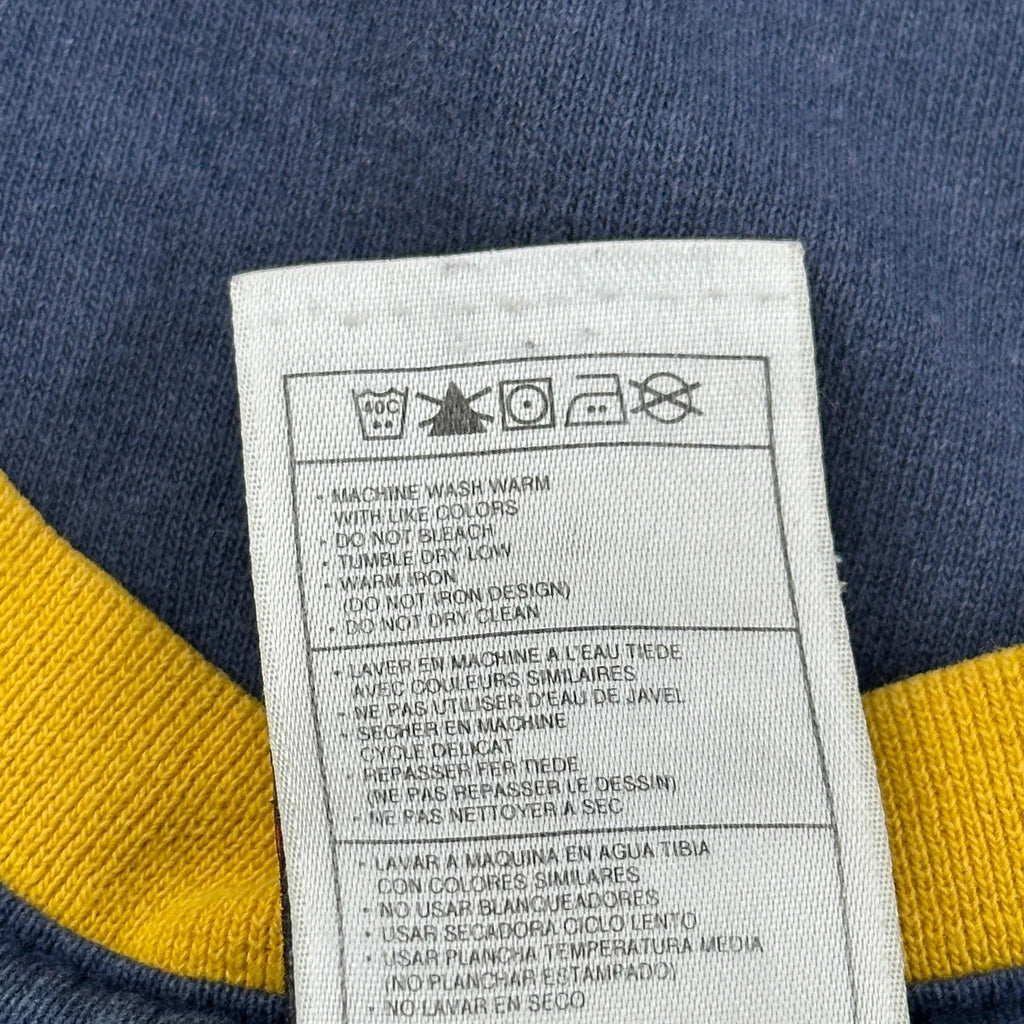 40C
• MACHINE WASH WARM
WITH LIKE COLORS
• DO NOT BLEACH
• TUMBLE DRY LOW
• WARM IRON
(DO NOT IRON DESIGN)
• DO NOT DRY CLEAN
• LAVER EN MACHINE A L'EAU TIEDE
AVEC COULEURS SIMILAIRES
• NE PAS UTILISER D'EAU DE JAVEL
• SECHER EN MACHINE
CYCLE DELICAT
• REPASSER FER TIEDE
(NE PAS REPASSER LE DESSIN)
• NE PAS NETTOYER A SEC
• LAVAR A MAQUINA EN AGUA TIBIA
CON COLORES SIMILARES
• NO USAR BLANQUEADORES
• USAR SECADORA CICLO LENTO
• USAR PLANCHA TEMPERATURA MEDIA
(NO PLANCHAR ESTAMPADO)
• NO LAVAR EN SECO